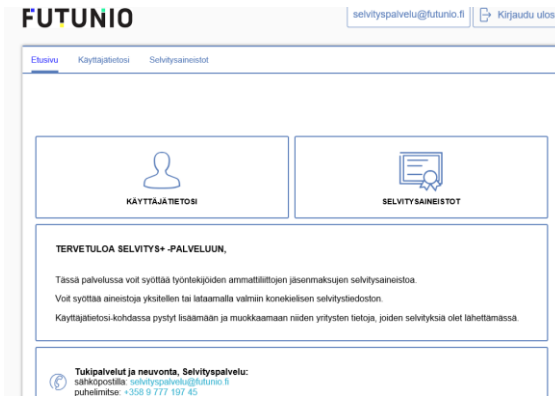 FUTUNIO
selvityspalvelu@futunio.fi
Kirjaudu ulos
Etusivu Käyttäjätietosi Selvitysaineistot
KÄYTTÄJÄTIETOSI
SELVITYSAINEISTOT
TERVETULOA SELVITYS+ -PALVELUUN,
Tässä palvelussa voit syöttää työntekijöiden ammattiliittojen jäsenmaksujen selvitysaineistoa.
Voit syöttää aineistoja yksitellen tai lataamalla valmiin konekielisen selvitystiedoston.
Käyttäjätietosi-kohdassa pystyt lisäämään ja muokkaamaan niiden yritysten tietoja, joiden selvityksiä olet lähettämässä.
Tukipalvelut ja neuvonta, Selvityspalvelu:
sähköpostilla: selvityspalvelu@futunio.fi
puhelimitse: +358 9 777 197 45